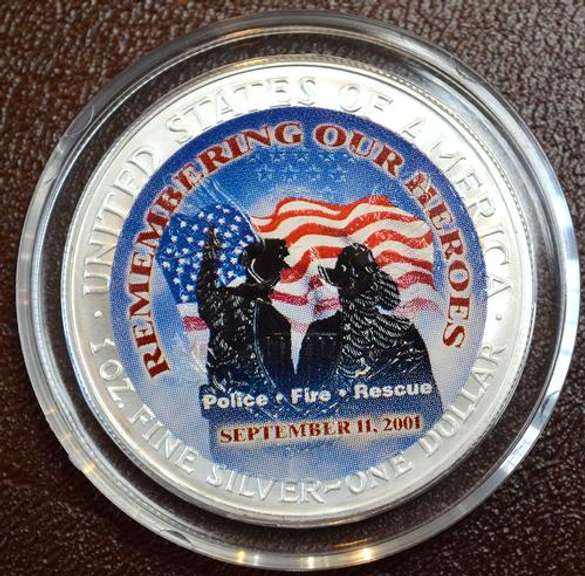 · UNITED STATES OF AMERICA ·
REMEMBERING OUR HEROES
Police • Fire • Rescue
SEPTEMBER 11, 2001
1 OZ. FINE SILVER~ONE DOLLAR